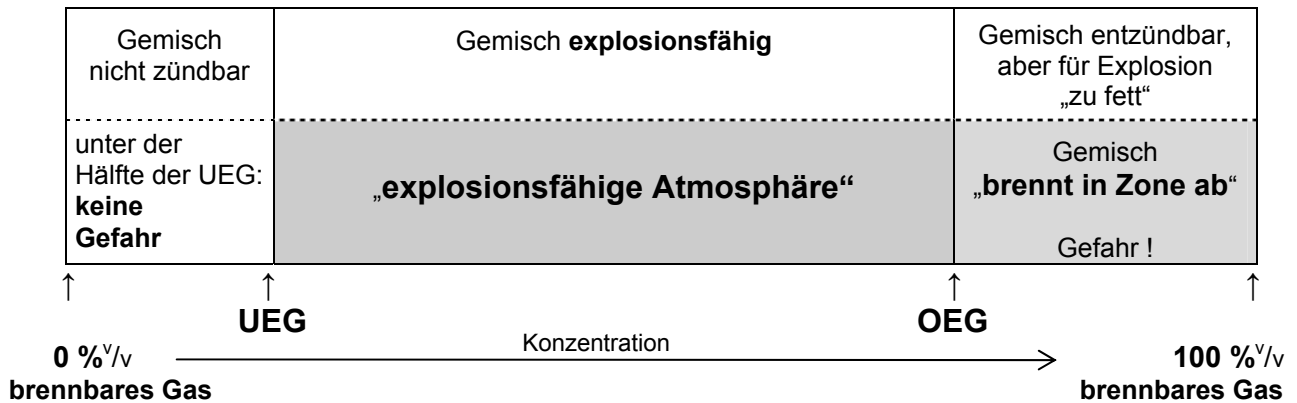 Gemisch
nicht zündbar
Gemisch explosionsfähig
Gemisch entzündbar,
aber für Explosion
„zu fett“
unter der
Hälfte der UEG:
keine
Gefahr
„explosionsfähige Atmosphäre“
Gemisch
„brennt in Zone ab“
Gefahr !
↑ ↑ ↑ ↑
UEG
OEG
Konzentration
0 %v/v
brennbares Gas
100 %v/v
brennbares Gas